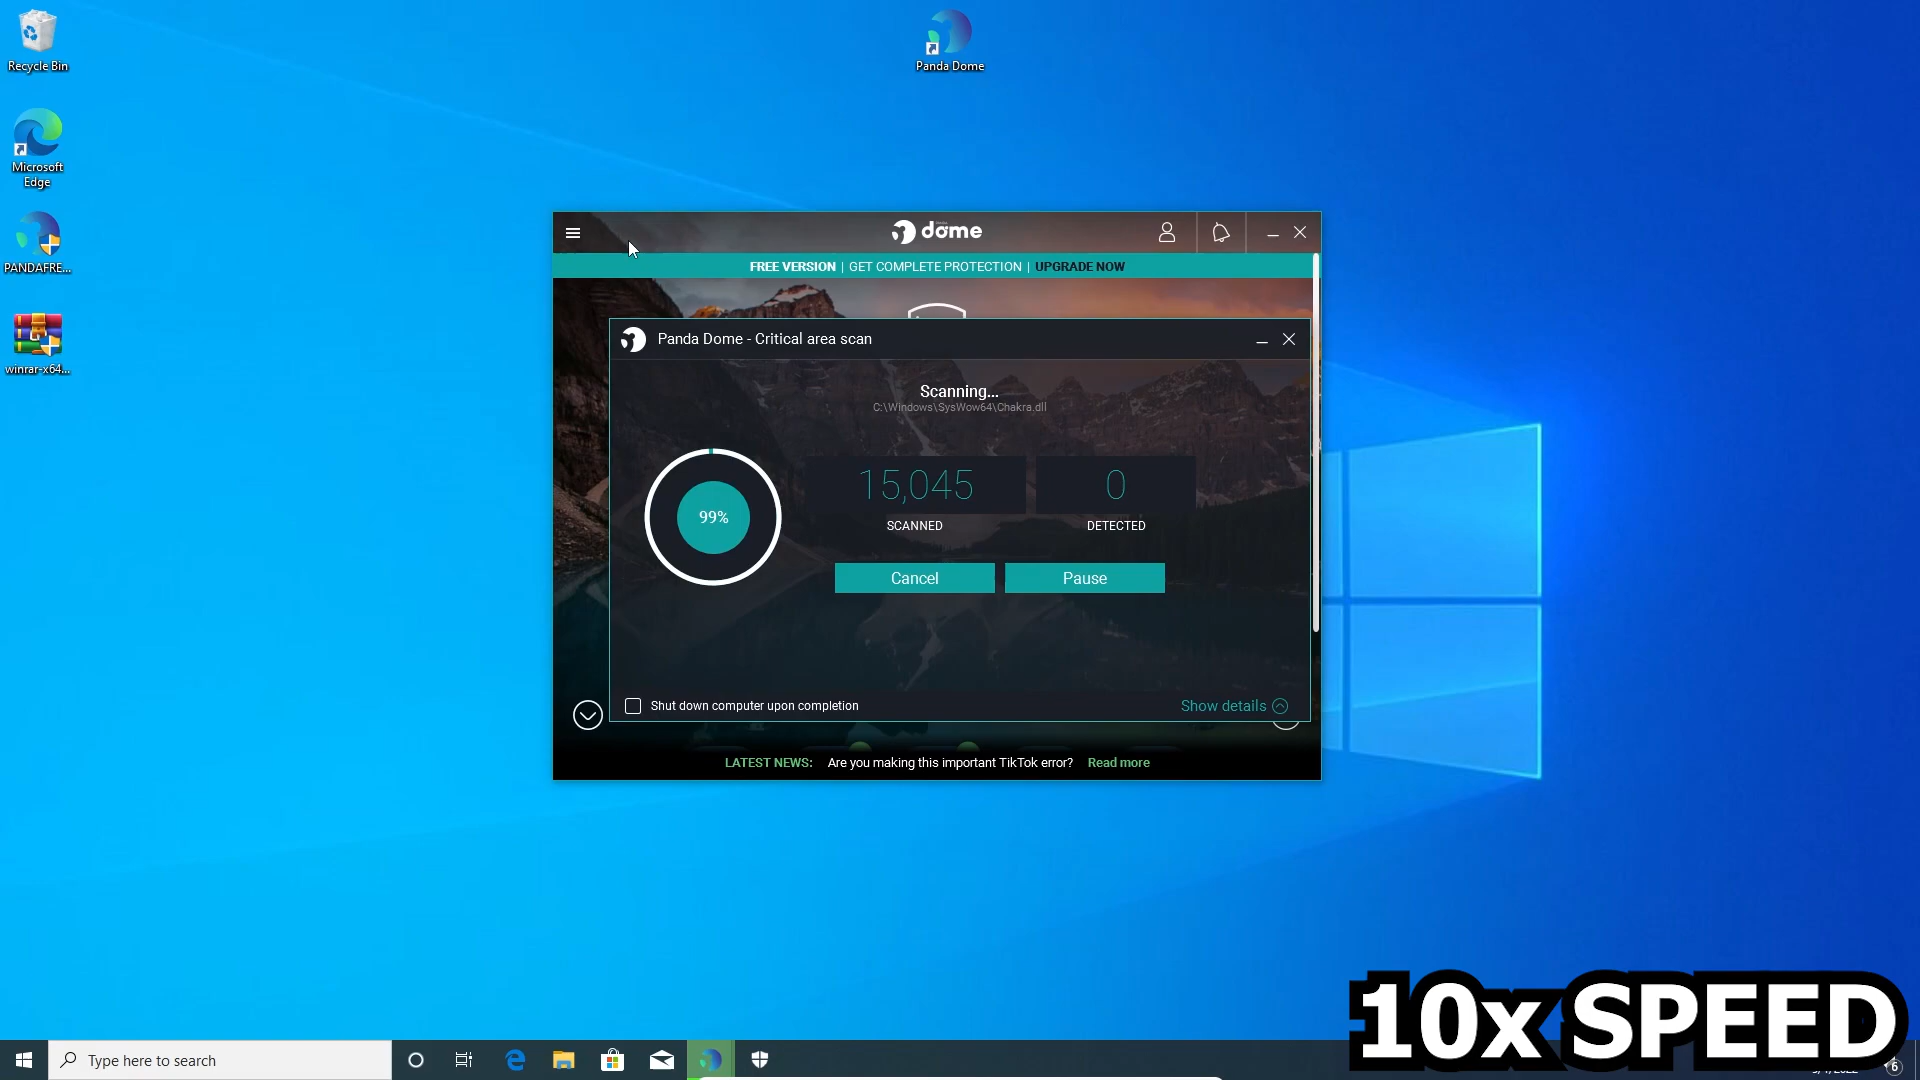 Recycle Bin
Microsoft
Edge
PANDAFRE...
winrar-x64...
Panda Dome
dome
FREE VERSION | GET COMPLETE PROTECTION | UPGRADE NOW
Panda Dome - Critical area scan
Scanning...
C:\Windows\SysWow64\Chakra.dll
99%
15,045
0
SCANNED
DETECTED
Cancel
Pause
Shut down computer upon completion
Show details
LATEST NEWS: Are you making this important TikTok error? Read more
10x SPEED
Type here to search
6